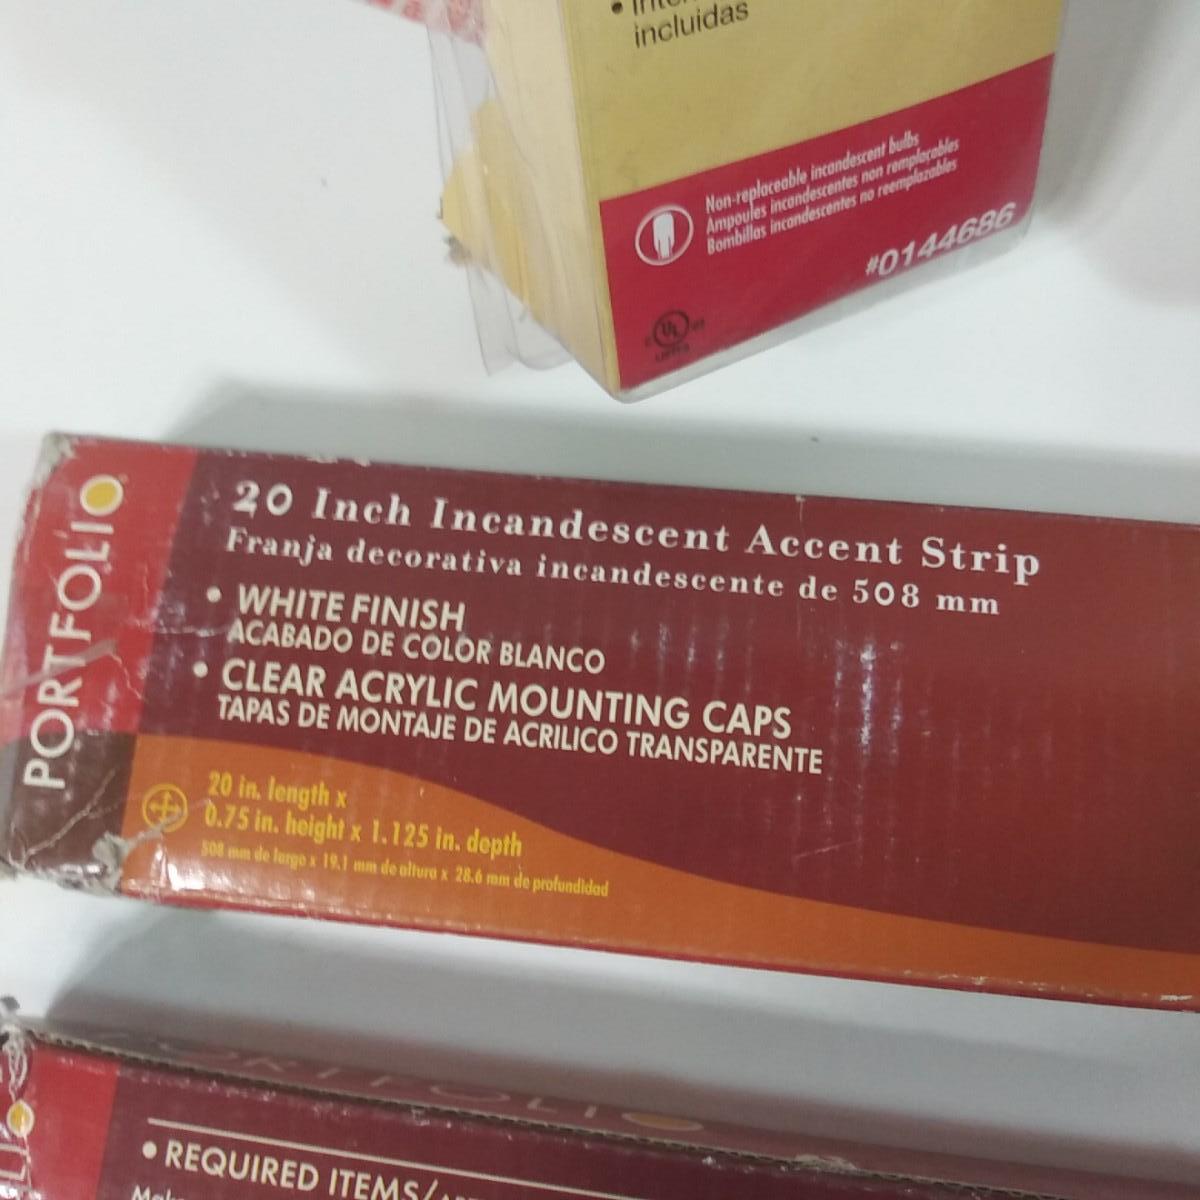 incluidas
Non-replaceable incandescent bulbs
Ampoules incandescentes non remplaçables
Bombillas incandescentes no reemplazables
#0144686
UL
PORTFOLIO
20 Inch Incandescent Accent Strip
Franja decorativa incandescente de 508 mm
• WHITE FINISH
ACABADO DE COLOR BLANCO
• CLEAR ACRYLIC MOUNTING CAPS
TAPAS DE MONTAJE DE ACRILICO TRANSPARENTE
20 in. length x
0.75 in. height x 1.125 in. depth
508 mm de largo x 19.1 mm de altura x 28.6 mm de profundidad
PORTFOLIO
• REQUIRED ITEMS/